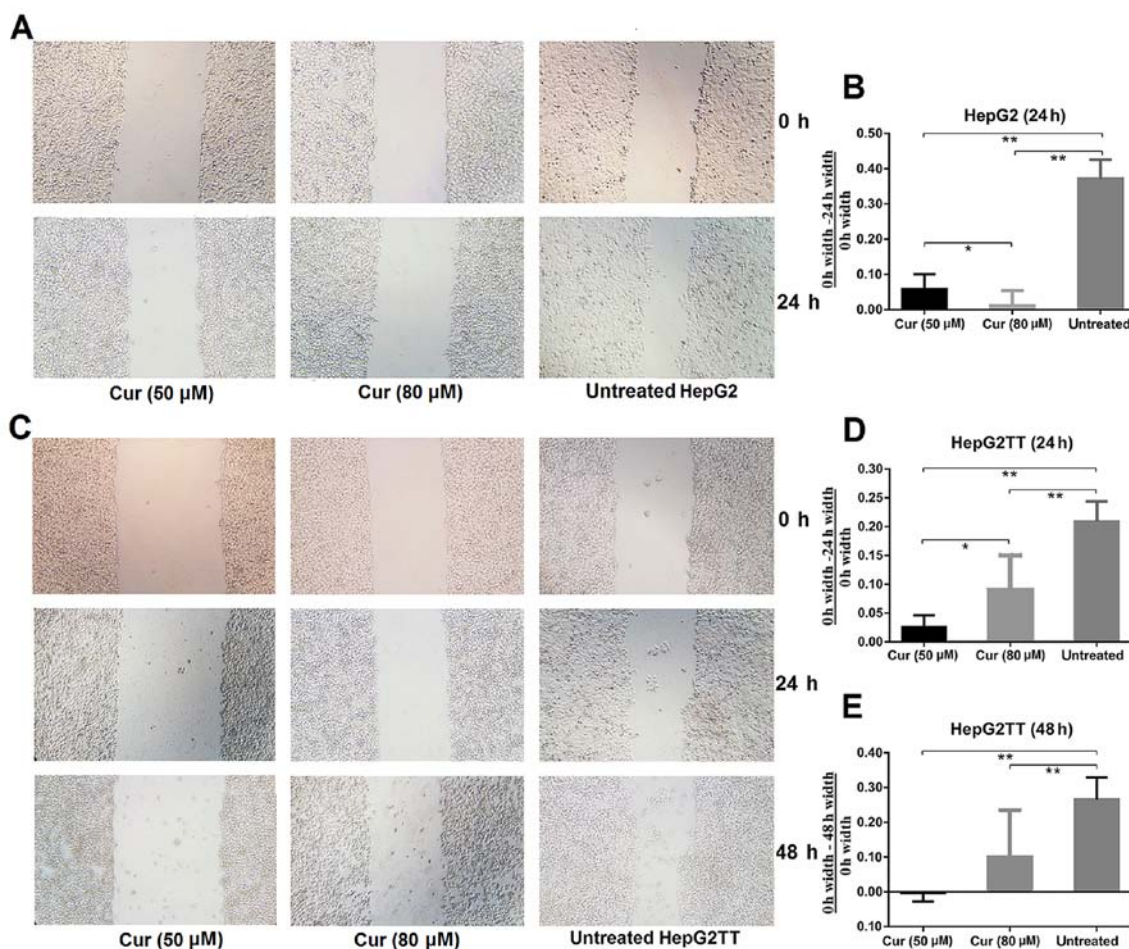 A
0 h
24 h
Cur (50 µM)
Cur (80 µM)
Untreated HepG2
B
HepG2 (24 h)
**
**
*
0h width -24 h width
0h width
0.50
0.40
0.30
0.20
0.10
0.00
Cur (50 µM)
Cur (80 µM)
Untreated
C
0 h
24 h
48 h
Cur (50 µM)
Cur (80 µM)
Untreated HepG2TT
D
HepG2TT (24 h)
**
**
*
0h width -24 h width
0h width
0.30
0.25
0.20
0.15
0.10
0.05
0.00
Cur (50 µM)
Cur (80 µM)
Untreated
E
HepG2TT (48 h)
**
**
0h width - 48 h width
0h width
0.40
0.30
0.20
0.10
0.00
0.10
Cur (50 µM)
Cur (80 µM)
Untreated